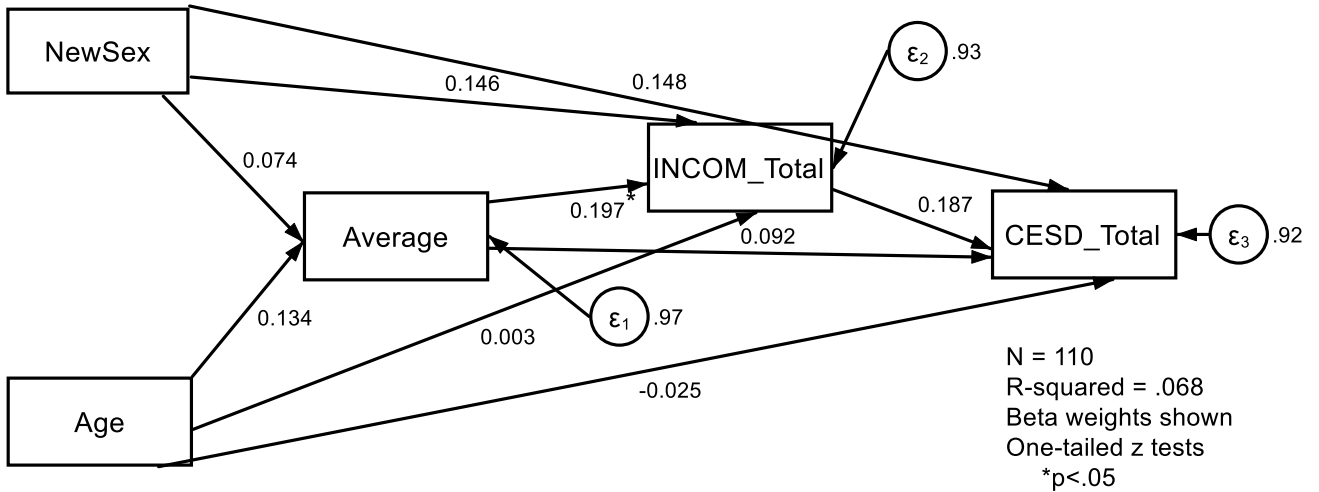 NewSex
ε2 .93
0.148
0.146
INCOM_Total
0.074
0.197*
0.187
Average
0.092
CESD_Total
ε3 .92
0.134
ε1 .97
0.003
N = 110
-0.025
R-squared = .068
Age
Beta weights shown
One-tailed z tests
*p<.05